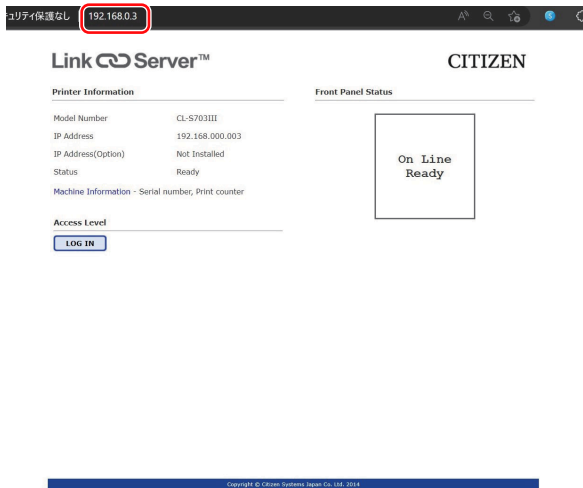 キュリティ保護なし 192.168.0.3
Link Server™
CITIZEN
Printer Information
Model Number CL-S703III
IP Address 192.168.000.003
IP Address(Option) Not Installed
Status Ready
Machine Information - Serial number, Print counter
Access Level
LOG IN
Front Panel Status
On Line
Ready
Copyright © Citizen Systems Japan Co. Ltd. 2014